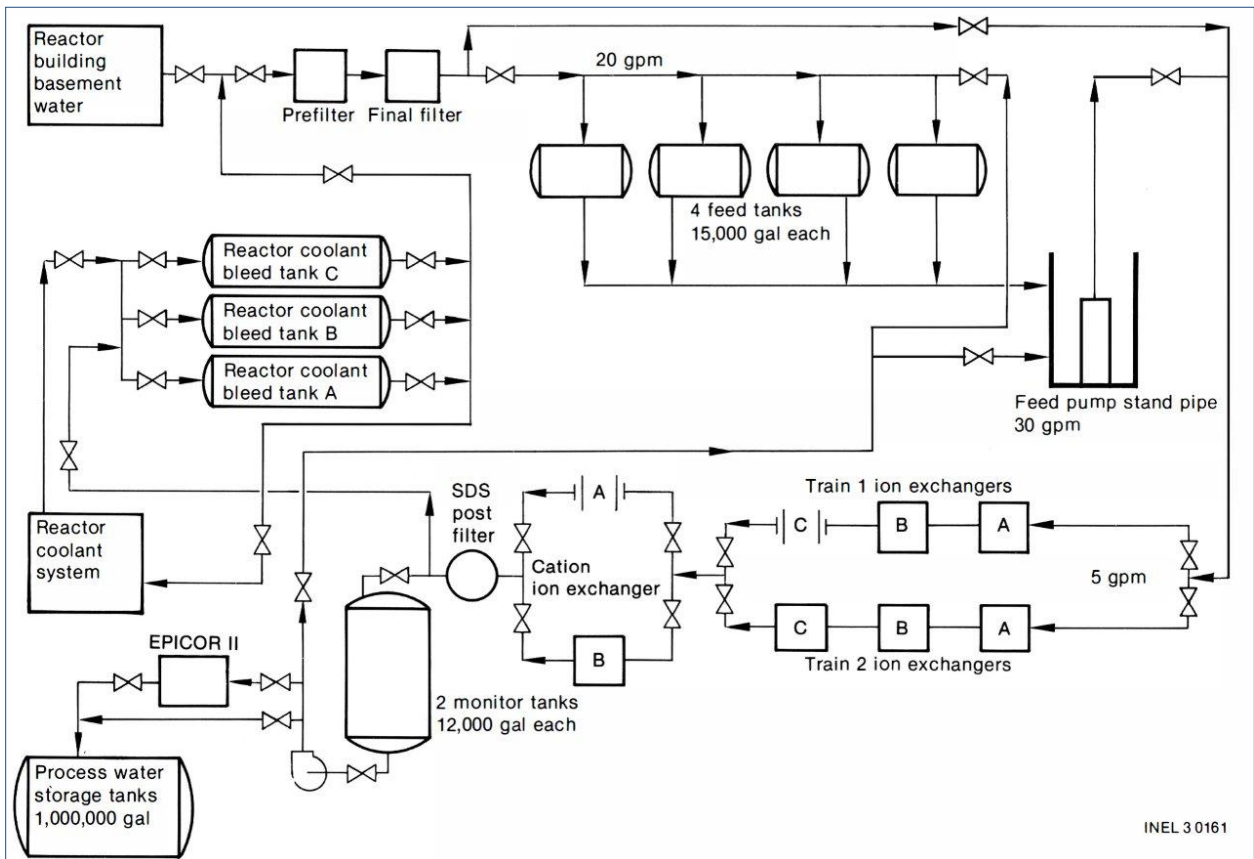 Reactor
building
basement
water
Prefilter
Final filter
20 gpm
4 feed tanks
15,000 gal each
Reactor coolant
bleed tank C
Reactor coolant
bleed tank B
Reactor coolant
bleed tank A
Feed pump stand pipe
30 gpm
Reactor
coolant
system
SDS
post
filter
A
Cation
ion exchanger
B
Train 1 ion exchangers
C
B
A
5 gpm
C
B
A
Train 2 ion exchangers
EPICOR II
2 monitor tanks
12,000 gal each
Process water
storage tanks
1,000,000 gal
INEL 3 0161